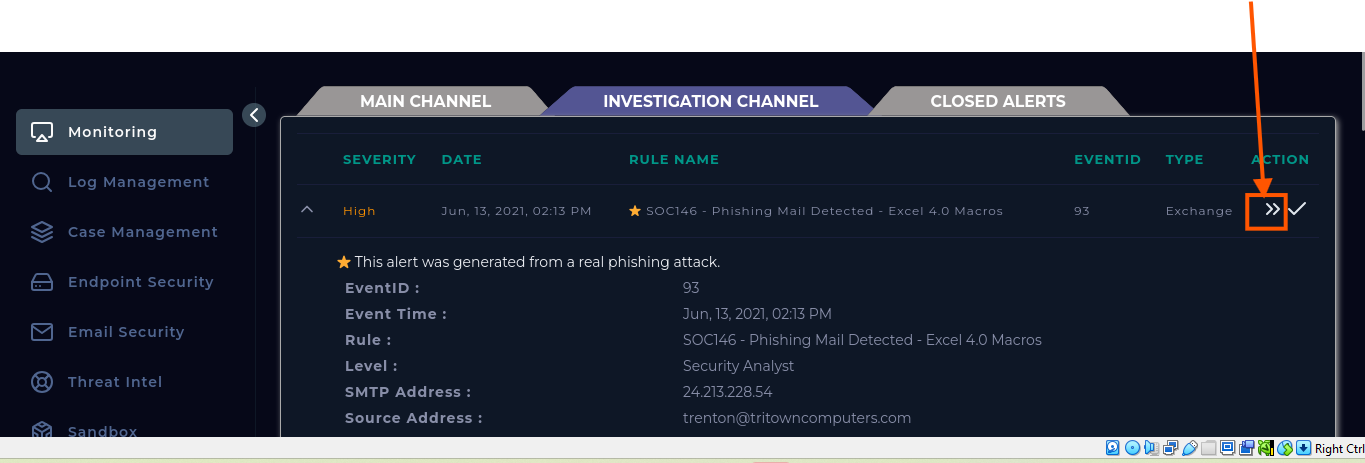 MAIN CHANNEL INVESTIGATION CHANNEL CLOSED ALERTS
Monitoring
Log Management
Case Management
Endpoint Security
Email Security
Threat Intel
Sandbox
SEVERITY DATE RULE NAME EVENTID TYPE ACTION
High Jun, 13, 2021, 02:13 PM SOC146 - Phishing Mail Detected - Excel 4.0 Macros 93 Exchange
This alert was generated from a real phishing attack.
EventID : 93
Event Time : Jun, 13, 2021, 02:13 PM
Rule : SOC146 - Phishing Mail Detected - Excel 4.0 Macros
Level : Security Analyst
SMTP Address : 24.213.228.54
Source Address : trenton@tritowncomputers.com
Right Ctrl